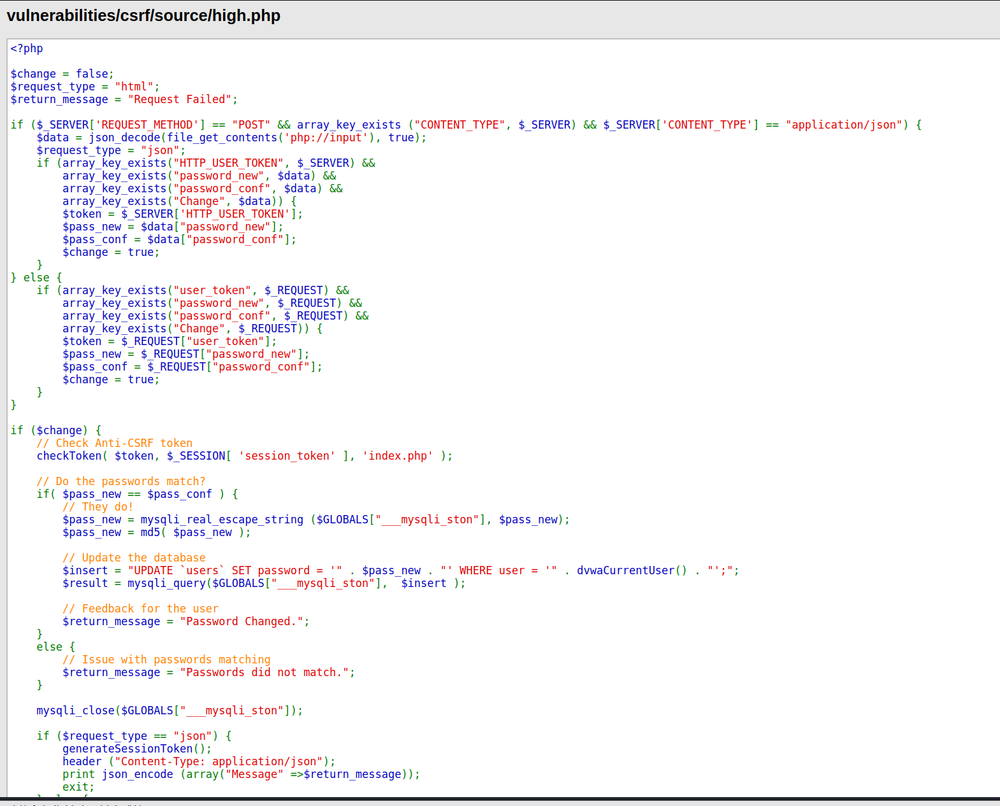 vulnerabilities/csrf/source/high.php
<?php
$change = false;
$request_type = "html";
$return_message = "Request Failed";
if ($_SERVER['REQUEST_METHOD'] == "POST" && array_key_exists ("CONTENT_TYPE", $_SERVER) && $_SERVER['CONTENT_TYPE'] == "application/json") {
    $data = json_decode(file_get_contents('php://input'), true);
    $request_type = "json";
    if (array_key_exists("HTTP_USER_TOKEN", $_SERVER) &&
        array_key_exists("password_new", $data) &&
        array_key_exists("password_conf", $data) &&
        array_key_exists("Change", $data)) {
        $token = $_SERVER['HTTP_USER_TOKEN'];
        $pass_new = $data["password_new"];
        $pass_conf = $data["password_conf"];
        $change = true;
    }
} else {
    if (array_key_exists("user_token", $_REQUEST) &&
        array_key_exists("password_new", $_REQUEST) &&
        array_key_exists("password_conf", $_REQUEST) &&
        array_key_exists("Change", $_REQUEST)) {
        $token = $_REQUEST["user_token"];
        $pass_new = $_REQUEST["password_new"];
        $pass_conf = $_REQUEST["password_conf"];
        $change = true;
    }
}
if ($change) {
    // Check Anti-CSRF token
    checkToken( $token, $_SESSION[ 'session_token' ], 'index.php' );
    // Do the passwords match?
    if( $pass_new == $pass_conf ) {
        // They do!
        $pass_new = mysqli_real_escape_string ($GLOBALS["___mysqli_ston"], $pass_new);
        $pass_new = md5( $pass_new );
        // Update the database
        $insert = "UPDATE `users` SET password = '" . $pass_new . "' WHERE user = '" . dvwaCurrentUser() . "';";
        $result = mysqli_query($GLOBALS["___mysqli_ston"],  $insert );
        // Feedback for the user
        $return_message = "Password Changed.";
    }
    else {
        // Issue with passwords matching
        $return_message = "Passwords did not match.";
    }
    mysqli_close($GLOBALS["___mysqli_ston"]);
    if ($request_type == "json") {
        generateSessionToken();
        header ("Content-Type: application/json");
        print json_encode (array("Message" =>$return_message));
        exit;